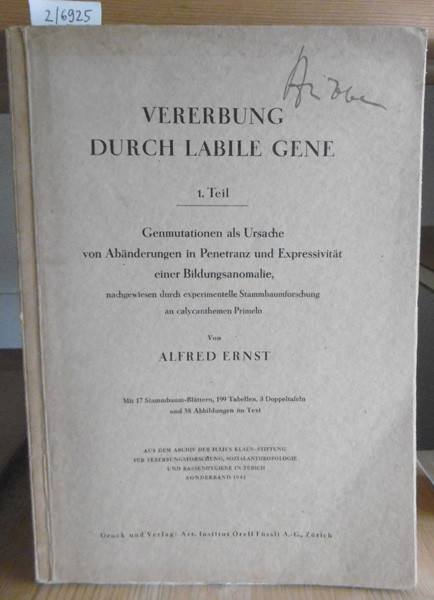 2/6925
VERERBUNG
DURCH LABILE GENE
1. Teil
Genmutationen als Ursache
von Abänderungen in Penetranz und Expressivität
einer Bildungsanomalie,
nachgewiesen durch experimentelle Stammbaumforschung
an calycanthemen Primeln
Von
ALFRED ERNST
Mit 17 Stammbaum-Blättern, 199 Tabellen, 3 Doppeltafeln
und 58 Abbildungen im Text
AUS DEM ARCHIV DER JULIUS KLAUS-STIFTUNG
FÜR VERERBUNGSFORSCHUNG, SOZIALANTHROPOLOGIE
UND RASSENHYGIENE IN ZÜRICH
SONDERBAND
Druck und Verlag: Art. Institut Orell Füssli A.-G., Zürich